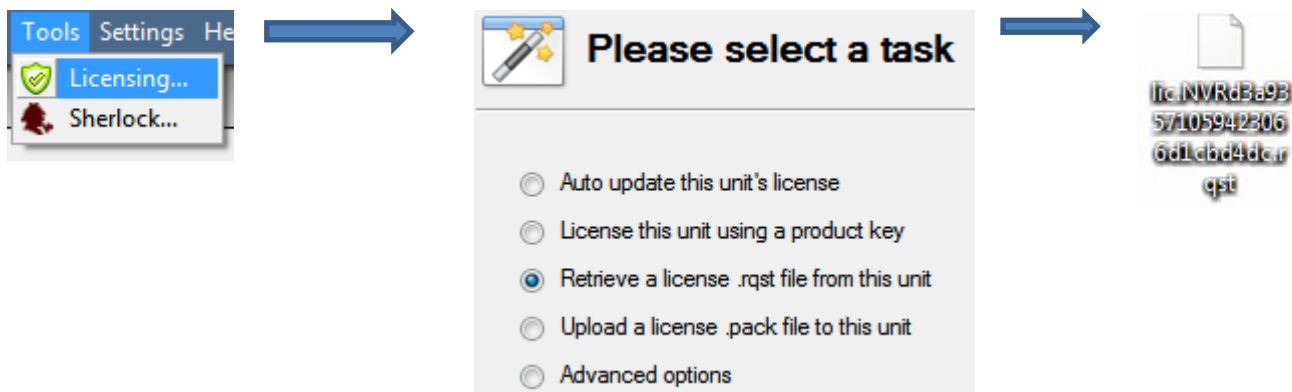 Tools Settings He
Licensing...
Sherlock...
Please select a task
Auto update this unit's license
License this unit using a product key
Retrieve a license .rqst file from this unit
Upload a license .pack file to this unit
Advanced options
lic.NVRd3a93
57105942306
6d1cbd4dc.r
qst